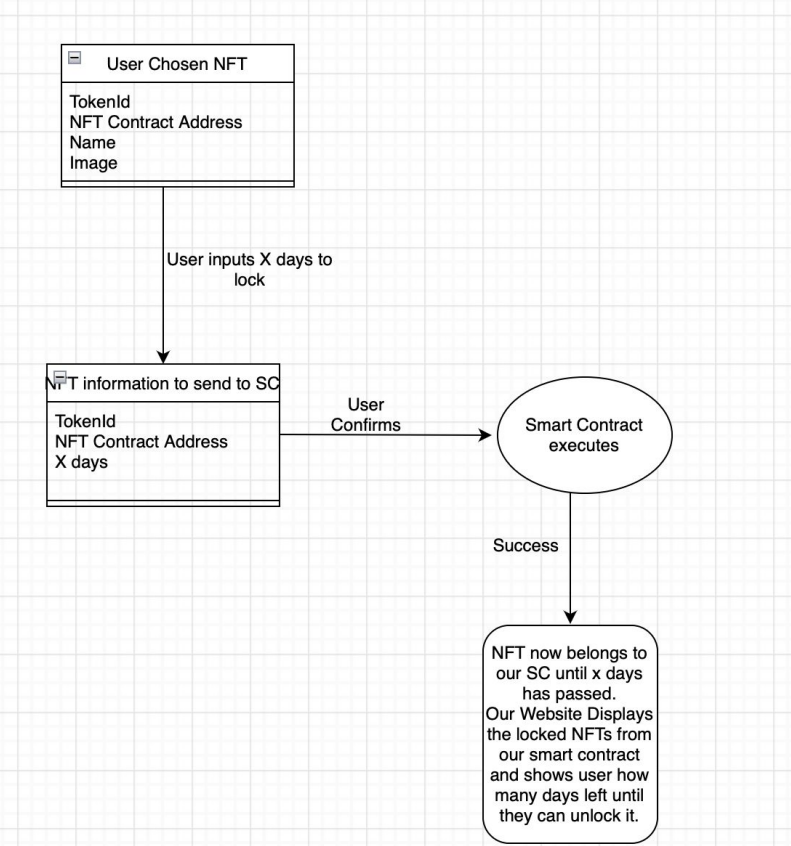 User Chosen NFT
TokenId
NFT Contract Address
Name
Image
User inputs X days to
lock
NFT information to send to SC
TokenId
NFT Contract Address
X days
User
Confirms
Smart Contract
executes
Success
NFT now belongs to
our SC until x days
has passed.
Our Website Displays
the locked NFTs from
our smart contract
and shows user how
many days left until
they can unlock it.